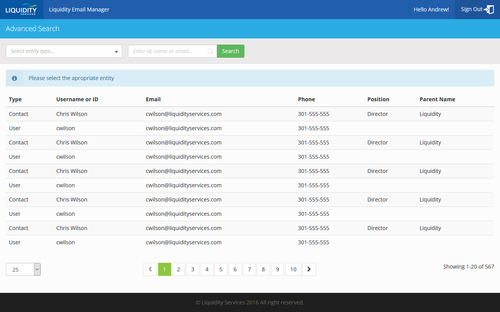 LIQUIDITY SERVICES Liquidity Email Manager Hello Andrew! Sign Out
Advanced Search
Select entity type... Enter id, name or email... Search
Please select the apropriate entity
Type Username or ID Email Phone Position Parent Name
Contact Chris Wilson cwilson@liquidityservices.com 301-555-555 Director Liquidity
User cwilson cwilson@liquidityservices.com 301-555-555
Contact Chris Wilson cwilson@liquidityservices.com 301-555-555 Director Liquidity
User cwilson cwilson@liquidityservices.com 301-555-555
Contact Chris Wilson cwilson@liquidityservices.com 301-555-555 Director Liquidity
User cwilson cwilson@liquidityservices.com 301-555-555
Contact Chris Wilson cwilson@liquidityservices.com 301-555-555 Director Liquidity
User cwilson cwilson@liquidityservices.com 301-555-555
Contact Chris Wilson cwilson@liquidityservices.com 301-555-555 Director Liquidity
User cwilson cwilson@liquidityservices.com 301-555-555
25 1 2 3 4 5 6 7 8 9 10 Showing 1-20 of 567
© Liquidity Services 2016 All right reserved.